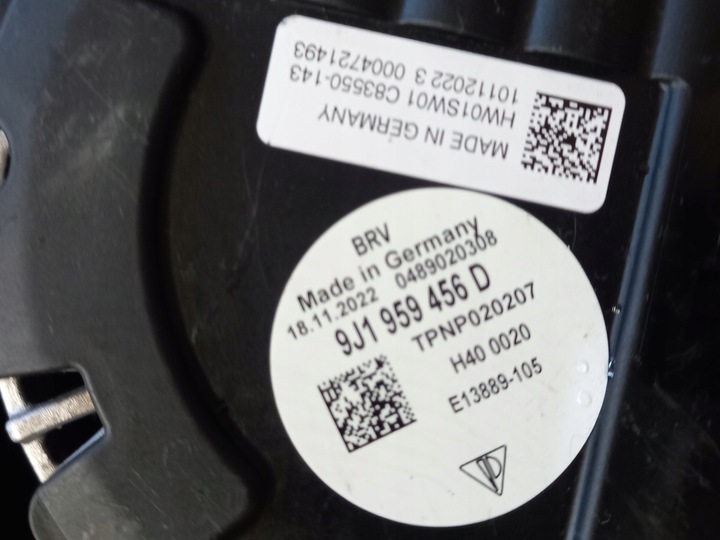 10112022 3 0004721493
HW01SW01 C83550-143
MADE IN GERMANY
BRV
Made in Germany
18.11.2022 0489020308
9J1 959 456 D
TPNP020207
H40 0020
E13889-105